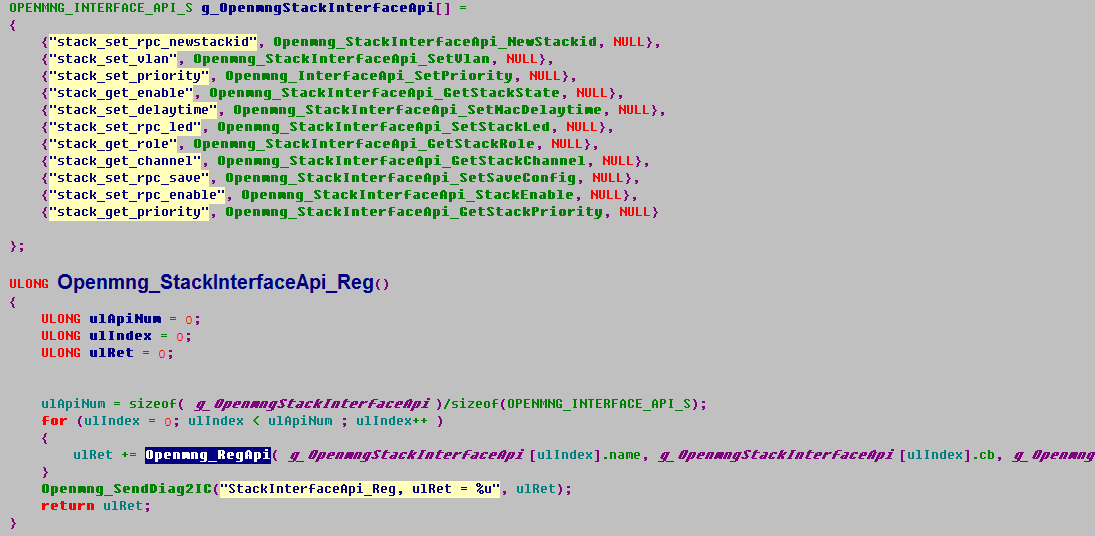 OPENMNG_INTERFACE_API_S g_OpenmngStackInterfaceApi[] =
{
{"stack_set_rpc_newstackid", Openmng_StackInterfaceApi_NewStackid, NULL},
{"stack_set_vlan", Openmng_StackInterfaceApi_SetVlan, NULL},
{"stack_set_priority", Openmng_InterfaceApi_SetPriority, NULL},
{"stack_get_enable", Openmng_StackInterfaceApi_GetStackState, NULL},
{"stack_set_delaytime", Openmng_StackInterfaceApi_SetMacDelaytime, NULL},
{"stack_set_rpc_led", Openmng_StackInterfaceApi_SetStackLed, NULL},
{"stack_get_role", Openmng_StackInterfaceApi_GetStackRole, NULL},
{"stack_get_channel", Openmng_StackInterfaceApi_GetStackChannel, NULL},
{"stack_set_rpc_save", Openmng_StackInterfaceApi_SetSaveConfig, NULL},
{"stack_set_rpc_enable", Openmng_StackInterfaceApi_StackEnable, NULL},
{"stack_get_priority", Openmng_StackInterfaceApi_GetStackPriority, NULL}
};
ULONG Openmng_StackInterfaceApi_Reg()
{
ULONG ulApiNum = 0;
ULONG ulIndex = 0;
ULONG ulRet = 0;
ulApiNum = sizeof( g_OpenmngStackInterfaceApi )/sizeof(OPENMNG_INTERFACE_API_S);
for (ulIndex = 0; ulIndex < ulApiNum ; ulIndex++ )
{
ulRet += Openmng_RegApi( g_OpenmngStackInterfaceApi [ulIndex].name, g_OpenmngStackInterfaceApi [ulIndex].cb, g_Openmng
}
Openmng_SendDiag2IC("StackInterfaceApi_Reg, ulRet = %u", ulRet);
return ulRet;
}